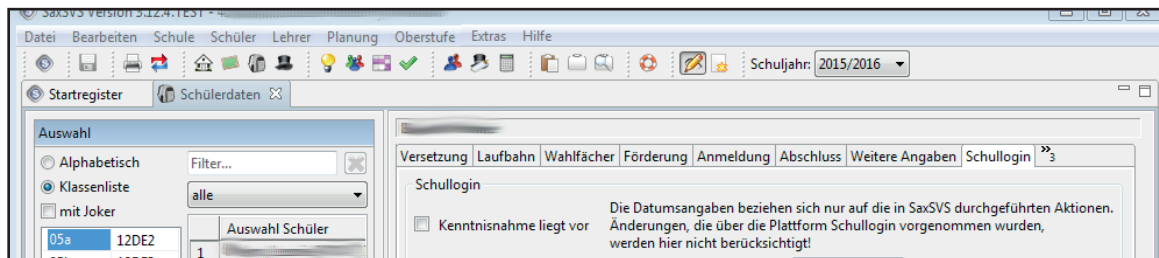 SaxSVS Version 3.12.4.TEST - 4
Datei Bearbeiten Schule Schüler Lehrer Planung Oberstufe Extras Hilfe
Schuljahr: 2015/2016
Startregister Schülerdaten
Auswahl
Alphabetisch Filter...
Klassenliste
alle
mit Joker
Auswahl Schüler
05a 12DE2
1
Versetzung Laufbahn Wahlfächer Förderung Anmeldung Abschluss Weitere Angaben Schullogin »3
Schullogin
Kenntnisnahme liegt vor
Die Datumsangaben beziehen sich nur auf die in SaxSVS durchgeführten Aktionen.
Änderungen, die über die Plattform Schullogin vorgenommen wurden,
werden hier nicht berücksichtigt!